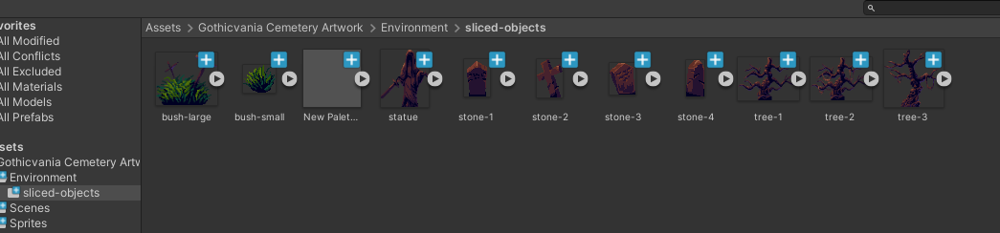 Assets > Gothicvania Cemetery Artwork > Environment > sliced-objects
vorites
All Modified
All Conflicts
All Excluded
All Materials
All Models
All Prefabs
sets
Gothicvania Cemetery Artw
Environment
sliced-objects
Scenes
Sprites
bush-large bush-small New Palet... statue stone-1 stone-2 stone-3 stone-4 tree-1 tree-2 tree-3